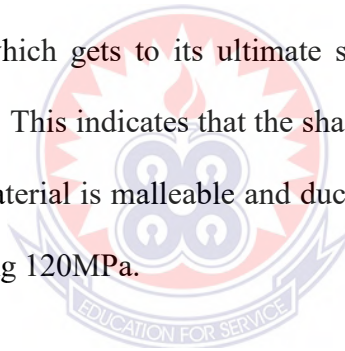 which gets to its ultimate s
This indicates that the sha
aterial is malleable and duc
g 120MPa.
EDUCATION FOR SERVICE